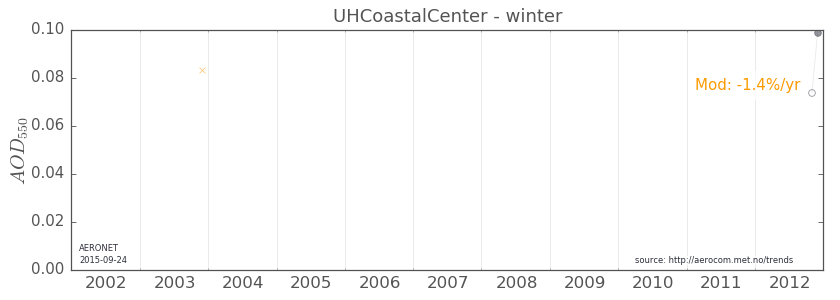 UHCoastalCenter - winter
0.10
0.08
0.06
0.04
0.02
0.00
AOD550
Mod: -1.4%/yr
AERONET
2015-09-24
source: http://aerocom.met.no/trends
2002 2003 2004 2005 2006 2007 2008 2009 2010 2011 2012